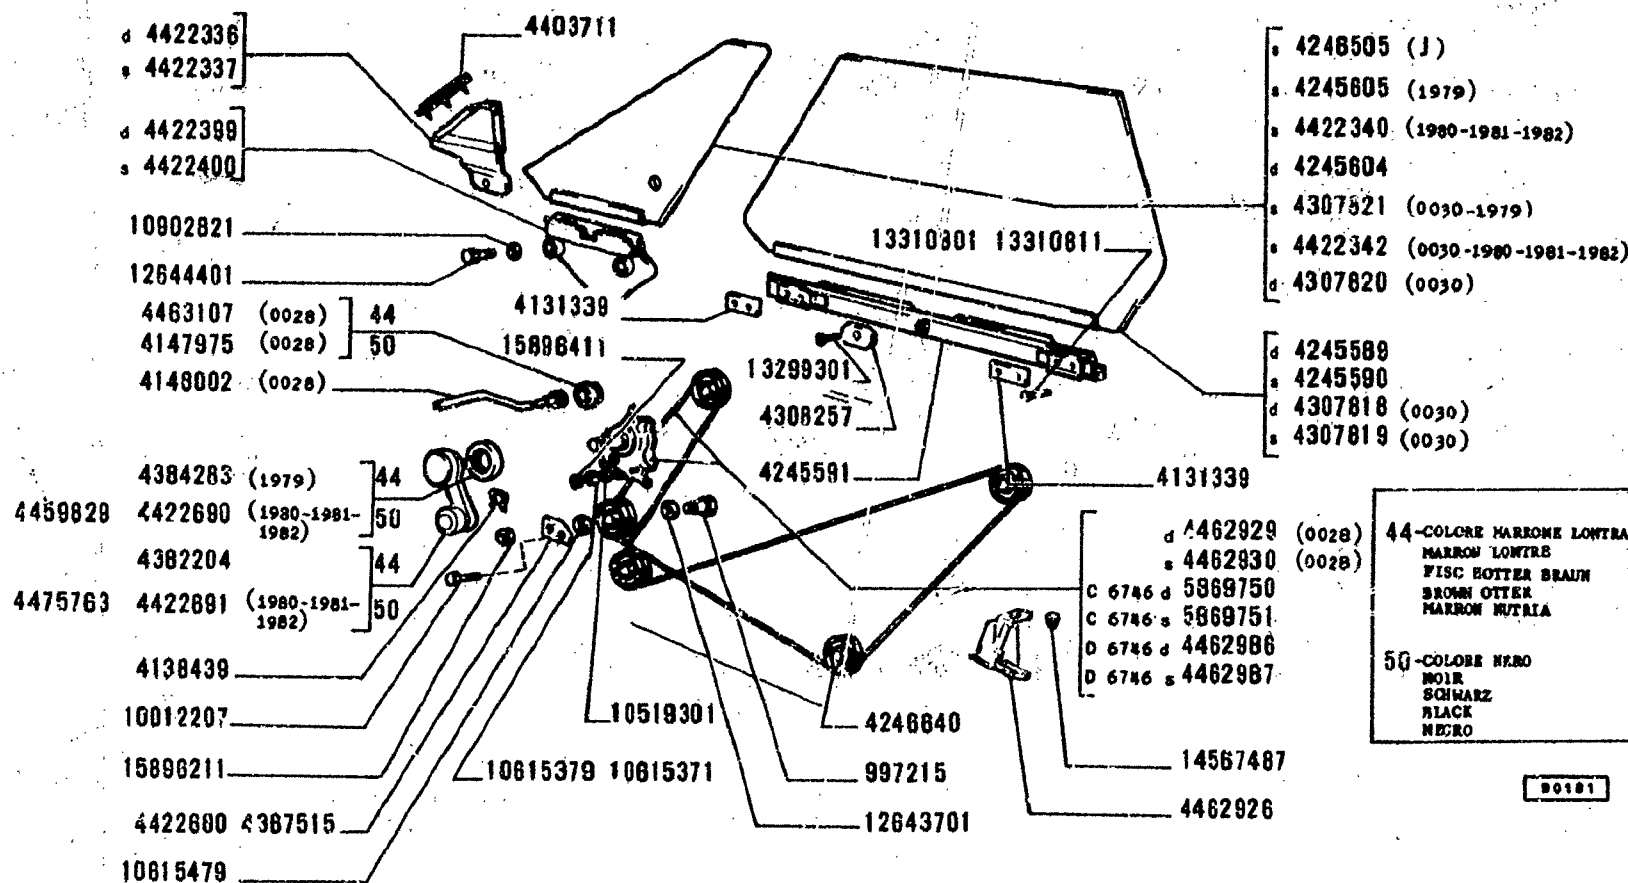 d 4422336
s 4422337
4403711
d 4422399
s 4422400
10902821
12644401
4463107 (0028) 44
4147975 (0028) 50
4148002 (0028)
4131339
15896411
13310801 13310811
13299301
4308257
4245591
4131339
s 4248505 (J)
s 4245605 (1979)
s 4422340 (1980-1981-1982)
d 4245604
s 4307821 (0030-1979)
s 4422342 (0030-1980-1981-1982)
d 4307820 (0030)
d 4245589
s 4245590
d 4307818 (0030)
s 4307819 (0030)
4384283 (1979) 44
4459829 4422690 (1980-1981-1982) 50
4382204 44
4475763 4422691 (1980-1981-1982) 50
4138439
10012207
15896211
4422680 4387515
10615479
10519301
10615379 10615371
4246640
997215
12643701
d 4462929 (0028)
s 4462930 (0028)
C 6746 d 5869750
C 6746 s 5869751
D 6746 d 4462986
D 6746 s 4462987
14567487
4462926
44-COLORE MARRONE LONTRA
MARRON LONTRE
FISC HOTTER BRAUN
BROWN OTTER
MARRON NUTRIA
50-COLORE NERO
NOIR
SCHWARZ
BLACK
NEGRO
90181